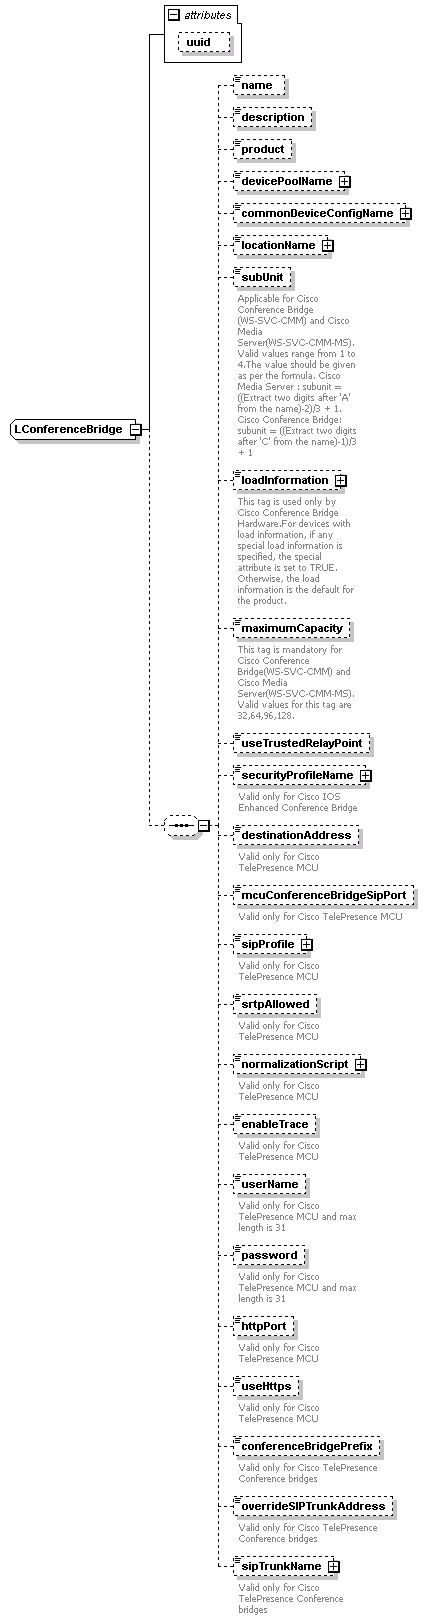 attributes
uuid
name
description
product
devicePoolName
commonDeviceConfigName
locationName
subUnit
Applicable for Cisco
Conference Bridge
(WS-SVC-CMM) and Cisco
Media
Server(WS-SVC-CMM-MS).
Valid values range from 1 to
4.The value should be given
as per the formula. Cisco
Media Server : subunit =
((Extract two digits after 'A'
from the name)-2)/3 + 1.
Cisco Conference Bridge:
subunit = ((Extract two digits
after 'C' from the name)-1)/3
+ 1
LConferenceBridge
loadInformation
This tag is used only by
Cisco Conference Bridge
Hardware.For devices with
load information, if any
special load information is
specified, the special
attribute is set to TRUE.
Otherwise, the load
information is the default for
the product.
maximumCapacity
This tag is mandatory for
Cisco Conference
Bridge(WS-SVC-CMM) and
Cisco Media
Server(WS-SVC-CMM-MS).
Valid values for this tag are
32,64,96,128.
useTrustedRelayPoint
securityProfileName
Valid only for Cisco IOS
Enhanced Conference Bridge
destinationAddress
Valid only for Cisco
TelePresence MCU
mcuConferenceBridgeSipPort
Valid only for Cisco TelePresence MCU
sipProfile
Valid only for Cisco
TelePresence MCU
srtpAllowed
Valid only for Cisco
TelePresence MCU
normalizationScript
Valid only for Cisco
TelePresence MCU
enableTrace
Valid only for Cisco
TelePresence MCU
userName
Valid only for Cisco
TelePresence MCU and max
length is 31
password
Valid only for Cisco
TelePresence MCU and max
length is 31
httpPort
Valid only for Cisco
TelePresence MCU
useHttps
Valid only for Cisco
TelePresence MCU
conferenceBridgePrefix
Valid only for Cisco TelePresence
Conference bridges
overrideSIPTrunkAddress
Valid only for Cisco TelePresence
Conference bridges
sipTrunkName
Valid only for Cisco
TelePresence Conference
bridges